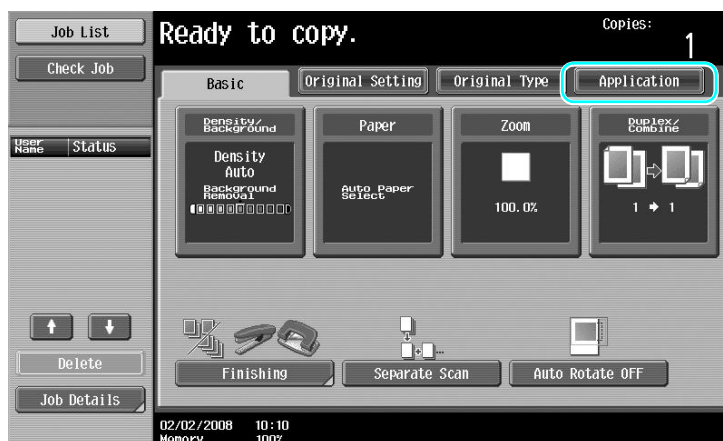 Job List
Ready to copy.
Copies:
1
Check Job
Basic
Original Setting
Original Type
Application
User
Name
Status
Density/
Background
Density
Auto
Background
Removal
Paper
Auto Paper
Select
Zoom
100.0%
Duplex/
Combine
1 ➔ 1
Delete
Job Details
Finishing
Separate Scan
Auto Rotate OFF
02/02/2008 10:10
Memory 100%